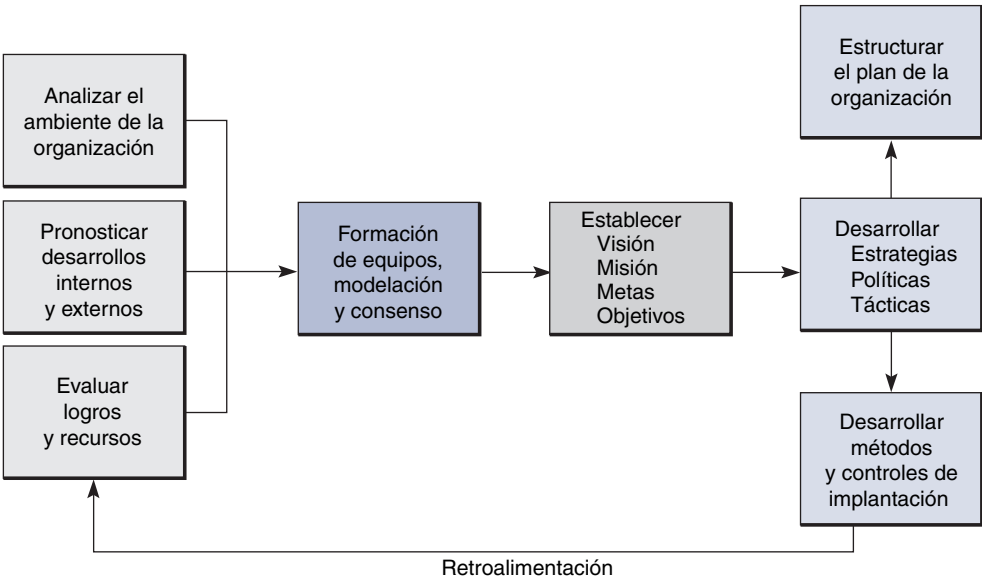 Analizar el
ambiente de la
organización
Pronosticar
desarrollos
internos
y externos
Evaluar
logros
y recursos
Formación
de equipos,
modelación
y consenso
Establecer
Visión
Misión
Metas
Objetivos
Estructurar
el plan de la
organización
Desarrollar
Estrategias
Políticas
Tácticas
Desarrollar
métodos
y controles de
implantación
Retroalimentación